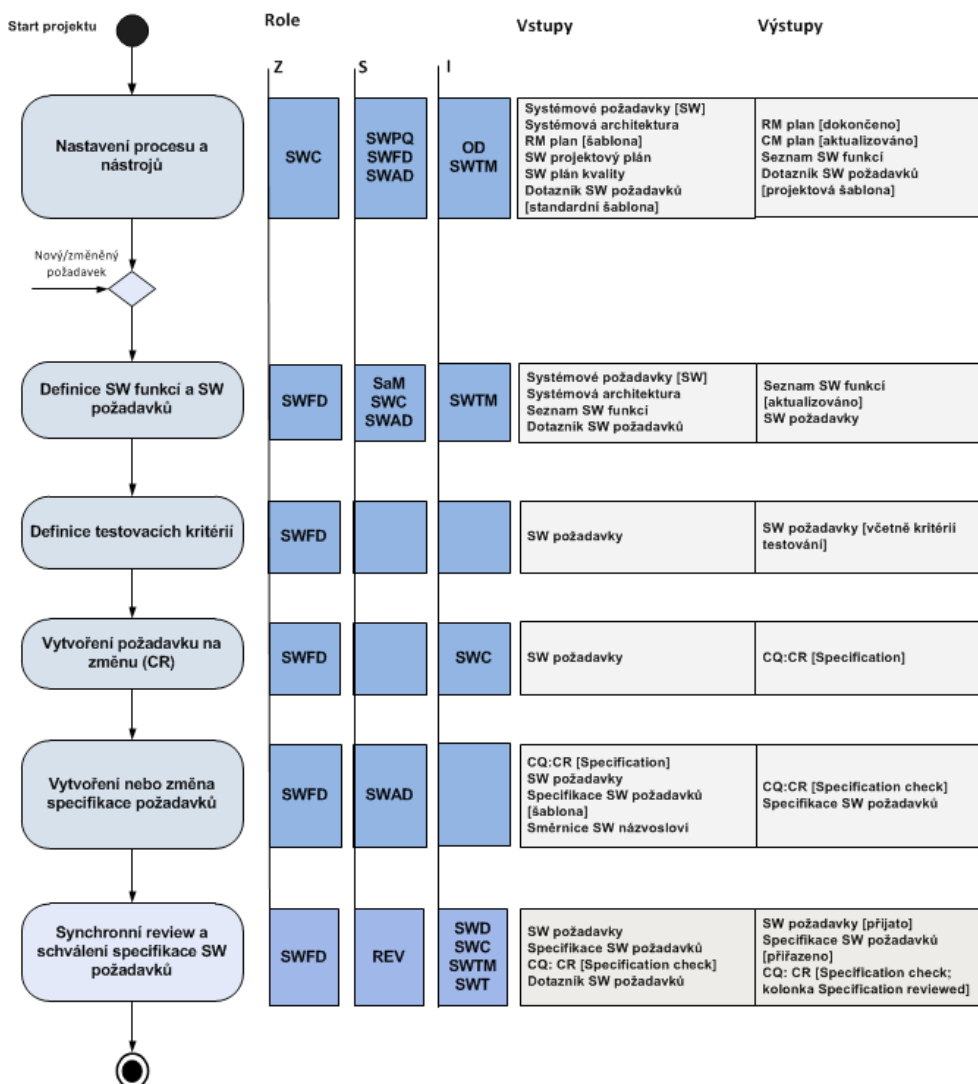 Start projektu
Role
Vstupy
Výstupy
Z
S
I
Nastavení procesu a
nástrojů
SWC
SWPQ
SWFD
SWAD
OD
SWTM
Systémové požadavky [SW]
Systémová architektura
RM plan [šablona]
SW projektový plán
SW plán kvality
Dotazník SW požadavků
[standardní šablona]
RM plan [dokončeno]
CM plan [aktualizováno]
Seznam SW funkcí
Dotazník SW požadavků
[projektová šablona]
Nový/změněný
požadavek
Definice SW funkcí a SW
požadavků
SWFD
SaM
SWC
SWAD
SWTM
Systémové požadavky [SW]
Systémová architektura
Seznam SW funkcí
Dotazník SW požadavků
Seznam SW funkcí
[aktualizováno]
SW požadavky
Definice testovacích kritérií
SWFD
SW požadavky
SW požadavky [včetně kritérií
testování]
Vytvoření požadavku na
změnu (CR)
SWFD
SWC
SW požadavky
CQ:CR [Specification]
Vytvoření nebo změna
specifikace požadavků
SWFD
SWAD
CQ:CR [Specification]
SW požadavky
Specifikace SW požadavků
[šablona]
Směrnice SW názvosloví
CQ:CR [Specification check]
Specifikace SW požadavků
Synchronní review a
schválení specifikace SW
požadavků
SWFD
REV
SWD
SWC
SWTM
SWT
SW požadavky
Specifikace SW požadavků
CQ: CR [Specification check]
Dotazník SW požadavků
SW požadavky [přijato]
Specifikace SW požadavků
[přiřazeno]
CQ: CR [Specification check;
kolonka Specification reviewed]